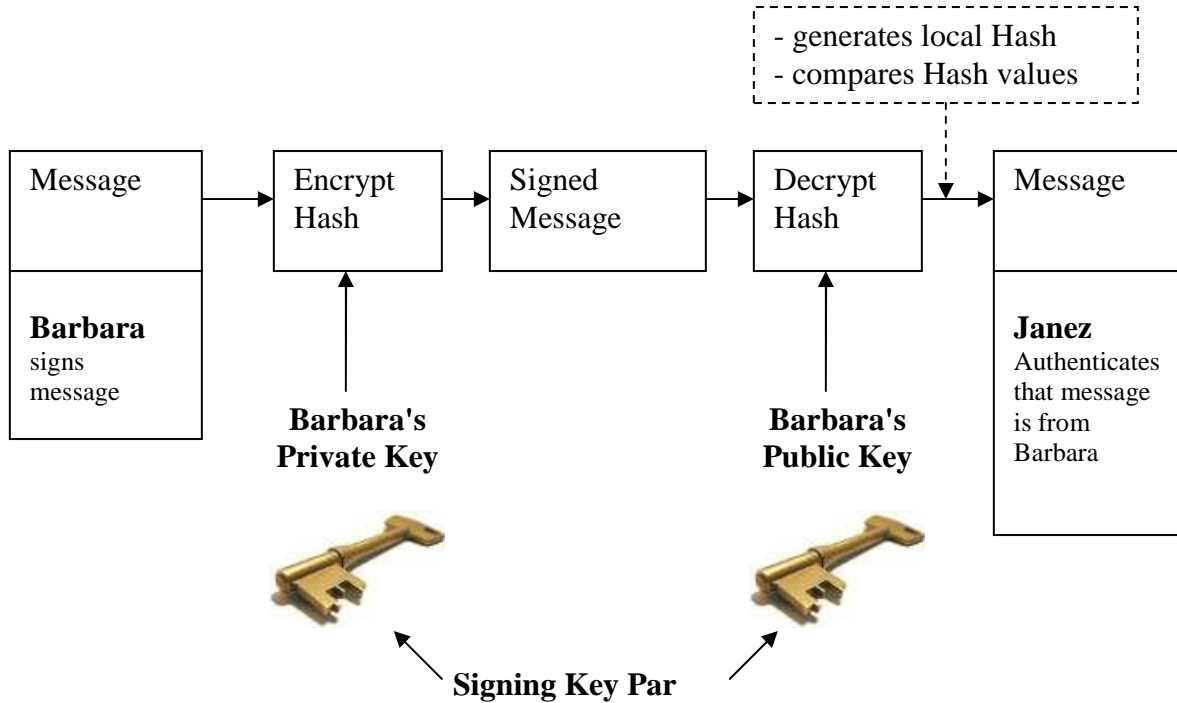 - generates local Hash
- compares Hash values
Message
Encrypt
Hash
Signed
Message
Decrypt
Hash
Message
Barbara
signs
message
Janez
Authenticates
that message
is from
Barbara
Barbara's
Private Key
Barbara's
Public Key
Signing Key Par